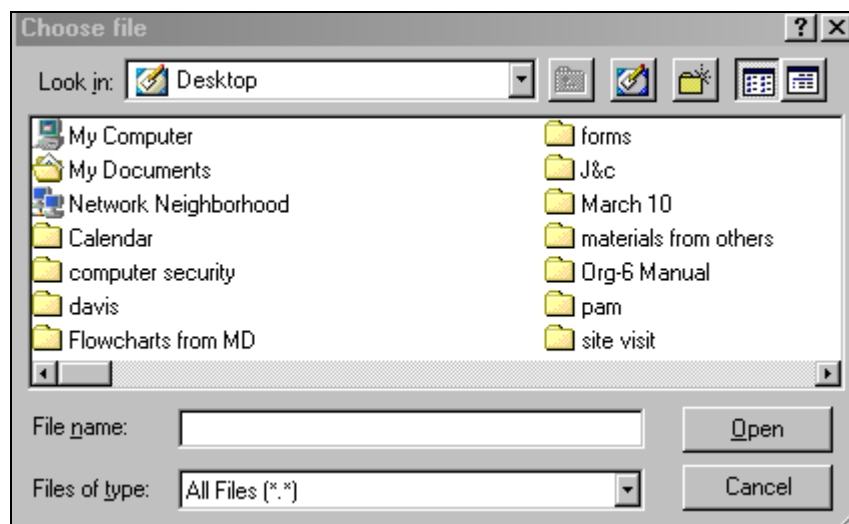 Choose file
Look in: Desktop
My Computer
My Documents
Network Neighborhood
Calendar
computer security
davis
Flowcharts from MD
forms
J&c
March 10
materials from others
Org-6 Manual
pam
site visit
File name:
Open
Files of type: All Files (*.*)
Cancel